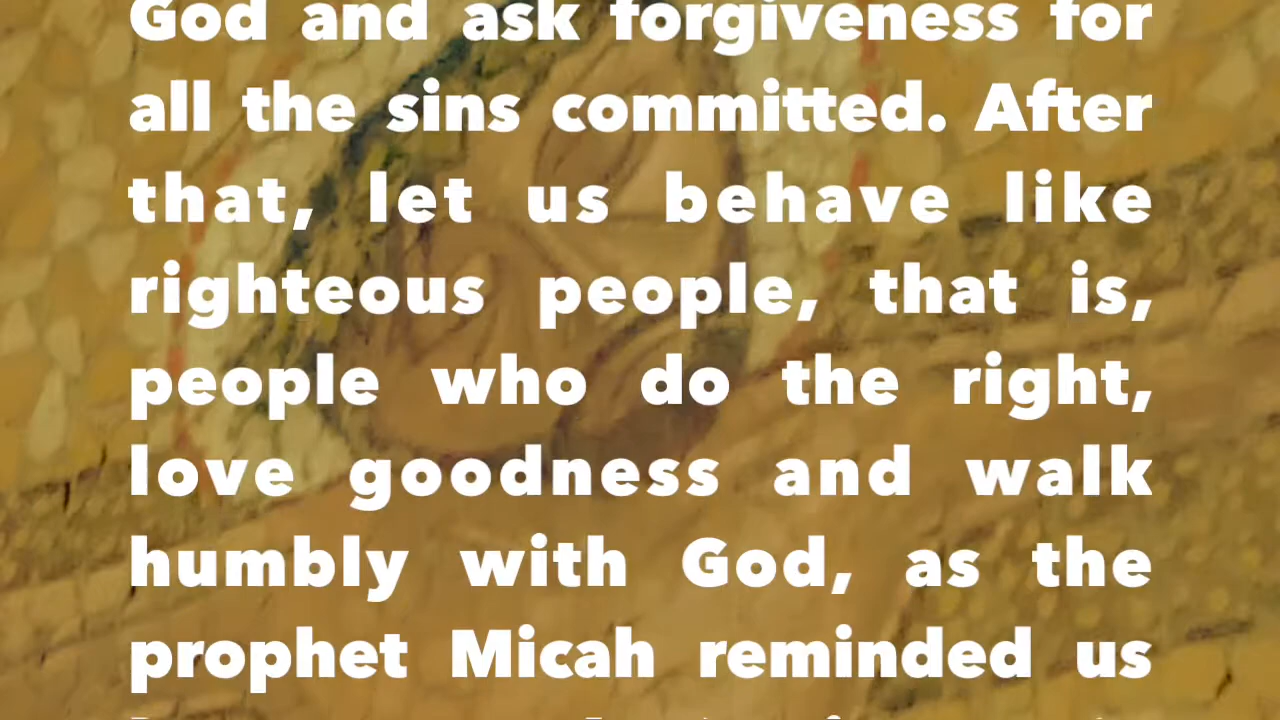 God and ask forgiveness for
all the sins committed. After
that, let us behave like
righteous people, that is,
people who do the right,
love goodness and walk
humbly with God, as the
prophet Micah reminded us